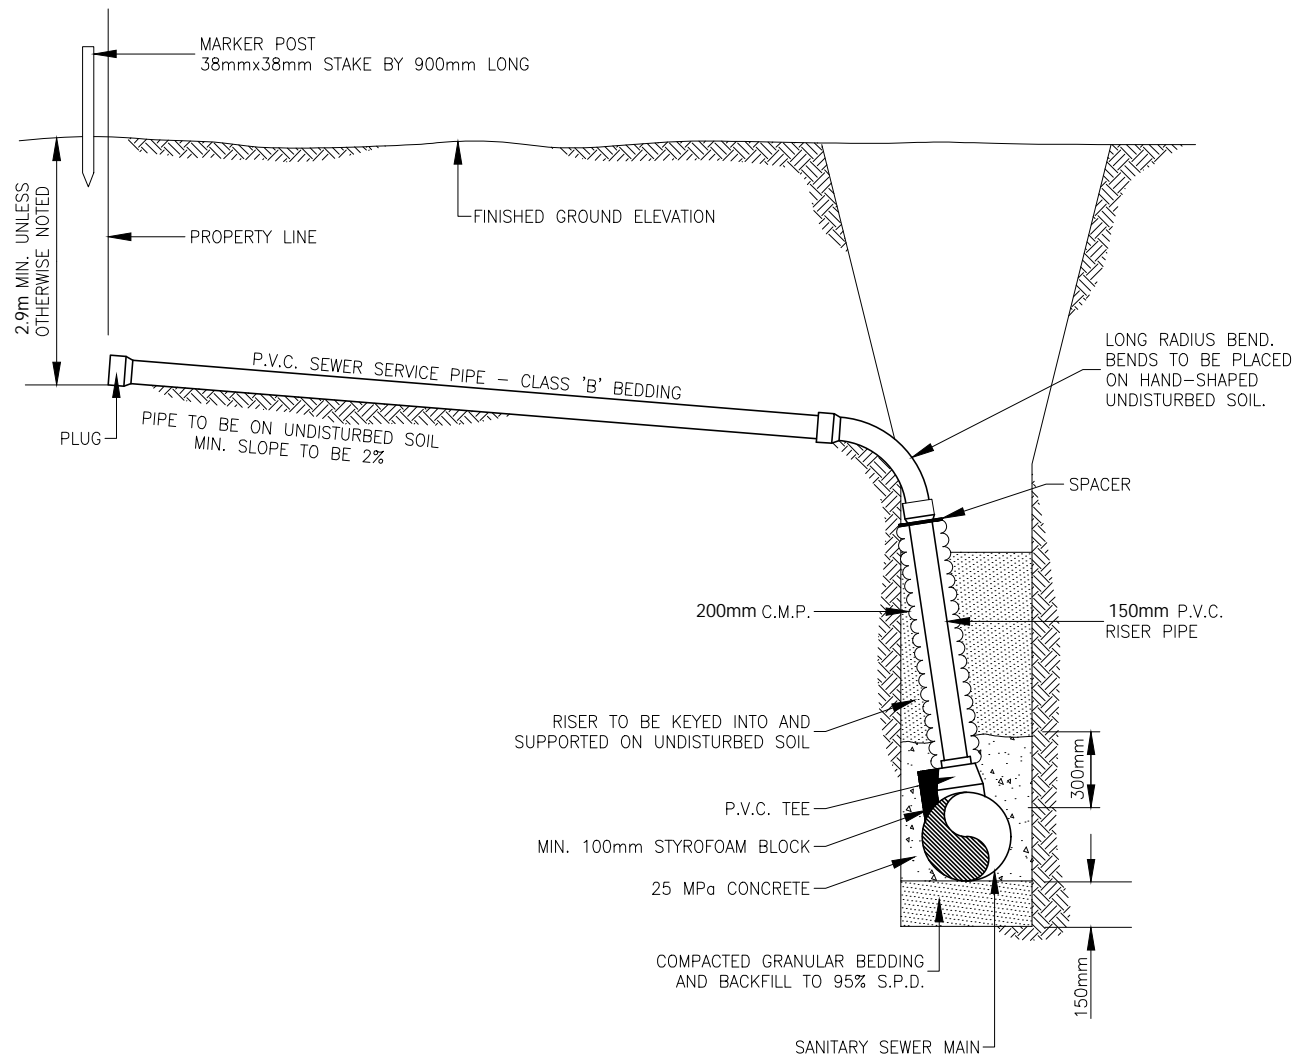 MARKER POST
38mmx38mm STAKE BY 900mm LONG
2.9m MIN. UNLESS
OTHERWISE NOTED
FINISHED GROUND ELEVATION
PROPERTY LINE
LONG RADIUS BEND.
BENDS TO BE PLACED
ON HAND-SHAPED
UNDISTURBED SOIL.
P.V.C. SEWER SERVICE PIPE - CLASS 'B' BEDDING
PLUG
PIPE TO BE ON UNDISTURBED SOIL
MIN. SLOPE TO BE 2%
SPACER
200mm C.M.P.
150mm P.V.C.
RISER PIPE
RISER TO BE KEYED INTO AND
SUPPORTED ON UNDISTURBED SOIL
300mm
P.V.C. TEE
MIN. 100mm STYROFOAM BLOCK
25 MPa CONCRETE
COMPACTED GRANULAR BEDDING
AND BACKFILL TO 95% S.P.D.
150mm
SANITARY SEWER MAIN